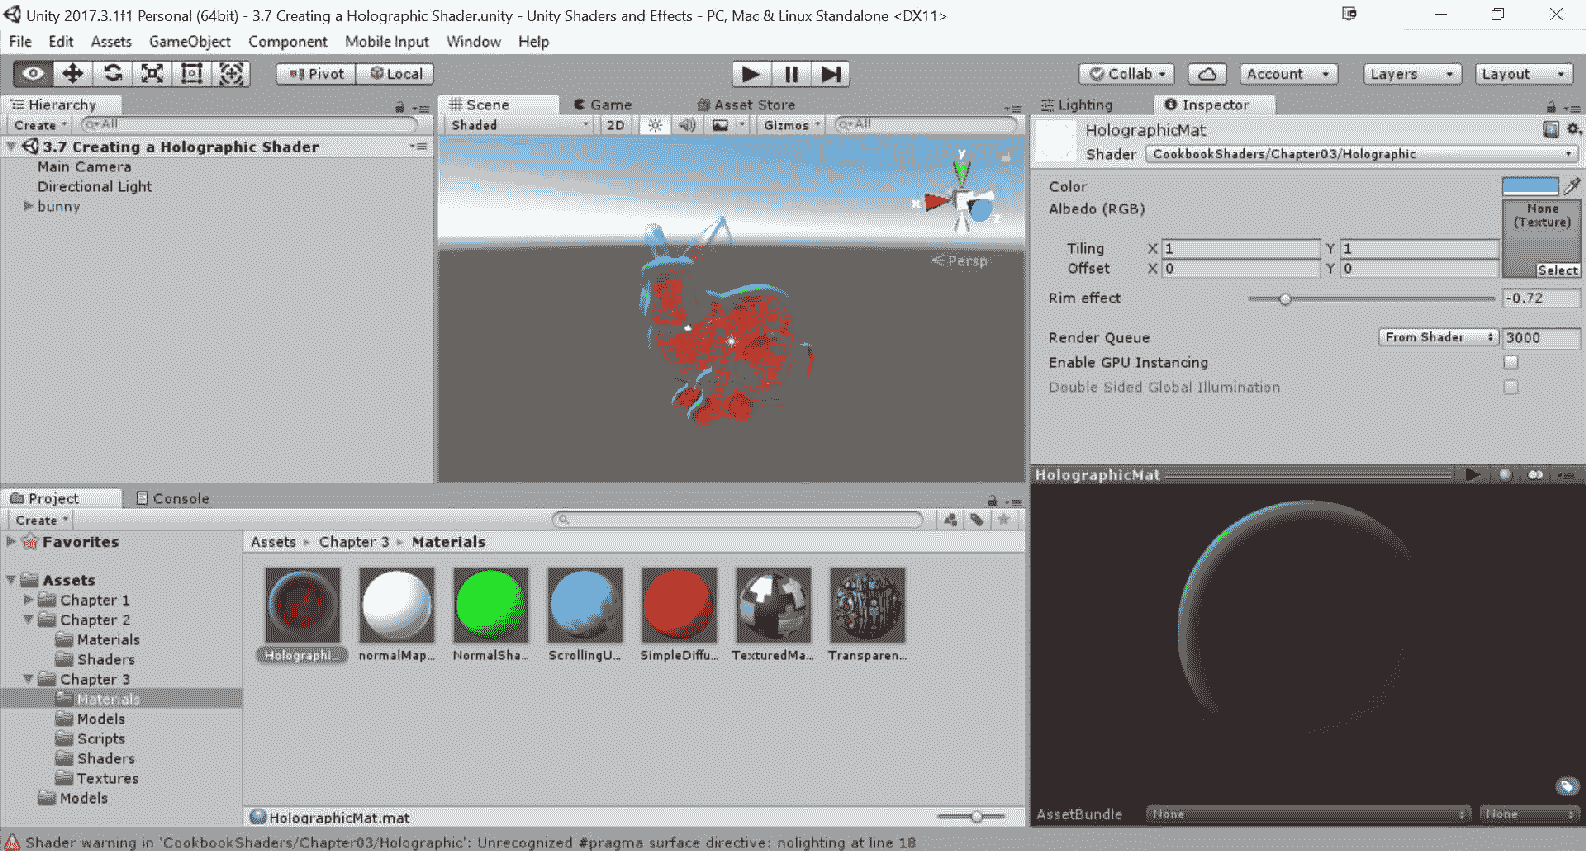 Unity 2017.3.1f1 Personal (64bit) - 3.7 Creating a Holographic Shader.unity - Unity Shaders and Effects - PC, Mac & Linux Standalone <DX11>
File Edit Assets GameObject Component Mobile Input Window Help
Pivot Local Collab Account Layers Layout
Hierarchy
Create All
3.7 Creating a Holographic Shader
Main Camera
Directional Light
bunny
Scene Game Asset Store
Shaded 2D Gizmos All
y
x
z
Persp
Lighting Inspector
HolographicMat
Shader CookbookShaders/Chapter03/Holographic
Color
Albedo (RGB)
None
(Texture)
Tiling X 1 Y 1
Offset X 0 Y 0
Select
Rim effect -0.72
Render Queue From Shader 3000
Enable GPU Instancing
Double Sided Global Illumination
HolographicMat
AssetBundle None None
Project Console
Create
Favorites
Assets
Chapter 1
Chapter 2
Materials
Shaders
Chapter 3
Materials
Models
Scripts
Shaders
Textures
Models
Assets Chapter 3 Materials
Holographi... normalMap... NormalSha... ScrollingU... SimpleDiffu... TexturedMa... Transparen...
HolographicMat.mat
Shader warning in 'CookbookShaders/Chapter03/Holographic': Unrecognized #pragma surface directive: nolighting at line 18